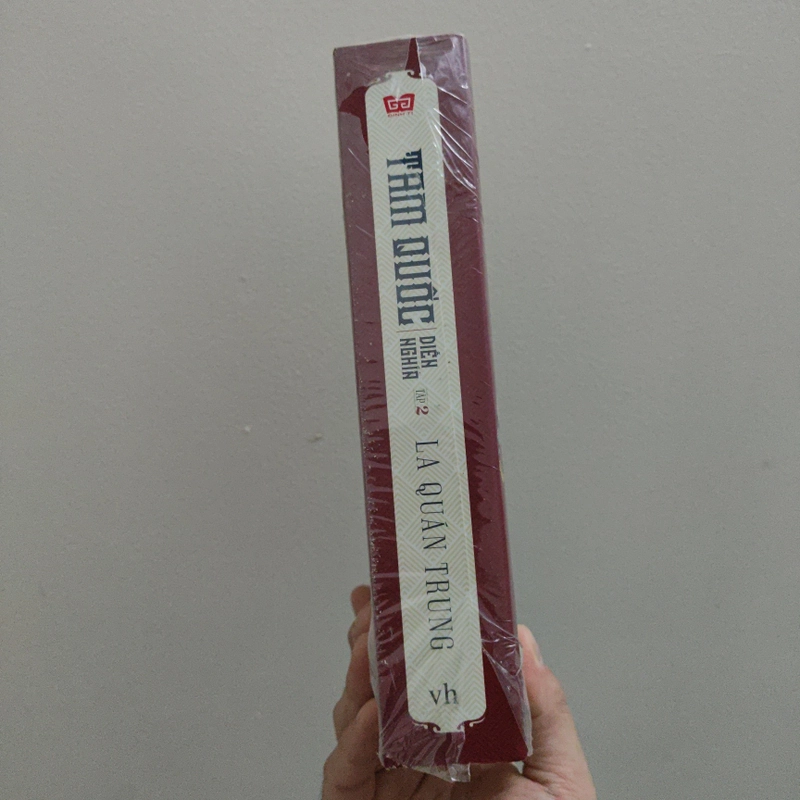 TAM QUỐC
DIỄN
NGHĨA
TẬP 2
LA QUÁN TRUNG
vh